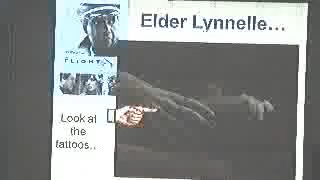 Elder Lynnelle...
FLIGHT
Look at
the
tattoos..